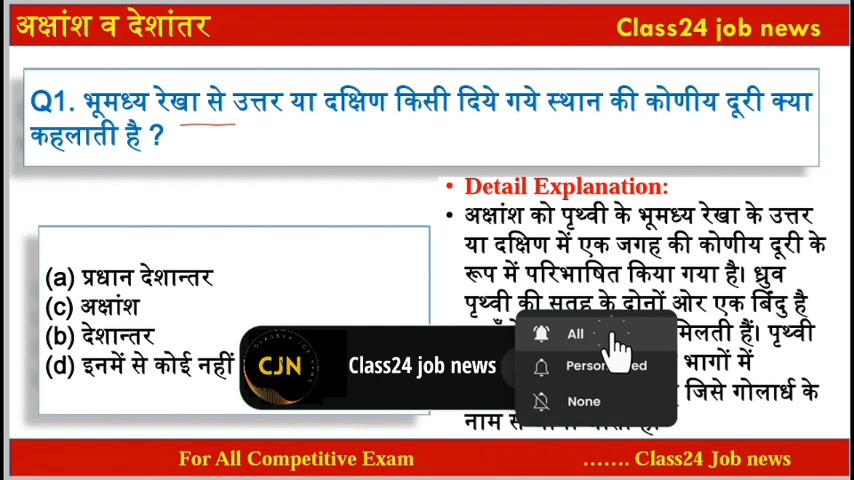 अक्षांश व देशांतर
Class24 job news
Q1. भूमध्य रेखा से उत्तर या दक्षिण किसी दिये गये स्थान की कोणीय दूरी क्या
कहलाती है ?
(a) प्रधान देशान्तर
(c) अक्षांश
(b) देशान्तर
(d) इनमें से कोई नहीं
• Detail Explanation:
• अक्षांश को पृथ्वी के भूमध्य रेखा के उत्तर
या दक्षिण में एक जगह की कोणीय दूरी के
रूप में परिभाषित किया गया है। ध्रुव
पृथ्वी की सतह के दोनों ओर एक बिंदु है
मिलती हैं। पृथ्वी
भागों में
जिसे गोलार्ध के
नाम
CJN
Class24 job news
All
None
For All Competitive Exam
……. Class24 Job news